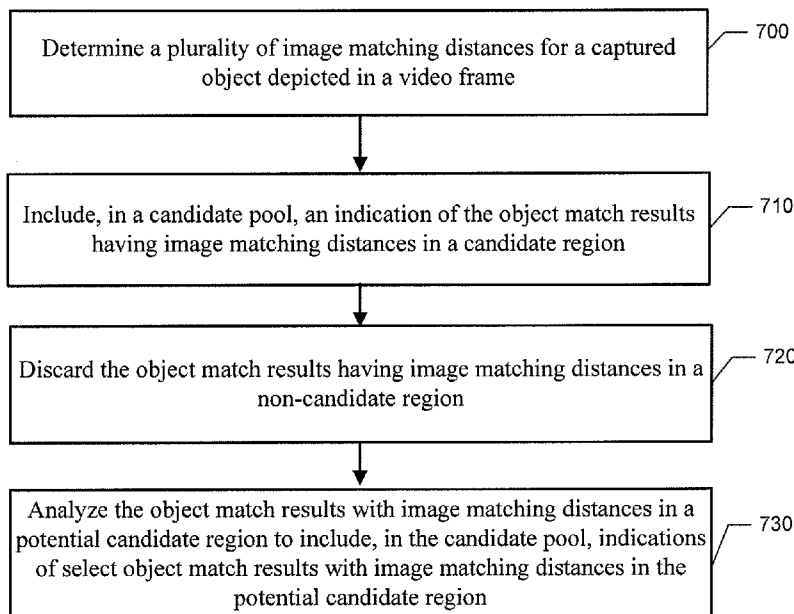 Determine a plurality of image matching distances for a captured
object depicted in a video frame
700
Include, in a candidate pool, an indication of the object match results
having image matching distances in a candidate region
710
Discard the object match results having image matching distances in a
non-candidate region
720
Analyze the object match results with image matching distances in a
potential candidate region to include, in the candidate pool, indications
of select object match results with image matching distances in the
potential candidate region
730